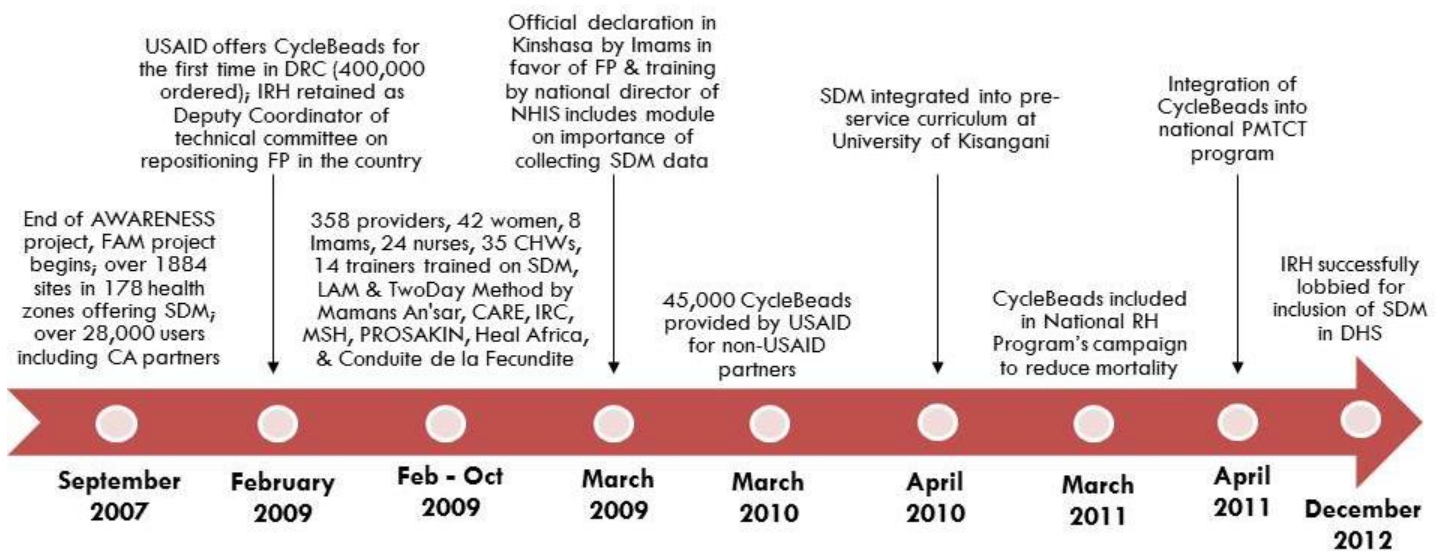 End of AWARENESS
project, FAM project
begins; over 1884
sites in 178 health
zones offering SDM;
over 28,000 users
including CA partners
September
2007
USAID offers CycleBeads for
the first time in DRC (400,000
ordered); IRH retained as
Deputy Coordinator of
technical committee on
repositioning FP in the country
February
2009
358 providers, 42 women, 8
Imams, 24 nurses, 35 CHWs,
14 trainers trained on SDM,
LAM & TwoDay Method by
Mamans An'sar, CARE, IRC,
MSH, PROSAKIN, Heal Africa,
& Conduite de la Fecundite
Feb - Oct
2009
Official declaration in
Kinshasa by Imams in
favor of FP & training
by national director of
NHIS includes module
on importance of
collecting SDM data
March
2009
45,000 CycleBeads
provided by USAID
for non-USAID
partners
March
2010
SDM integrated into pre-
service curriculum at
University of Kisangani
April
2010
CycleBeads included
in National RH
Program's campaign
to reduce mortality
March
2011
Integration of
CycleBeads into
national PMTCT
program
April
2011
IRH successfully
lobbied for
inclusion of SDM
in DHS
December
2012